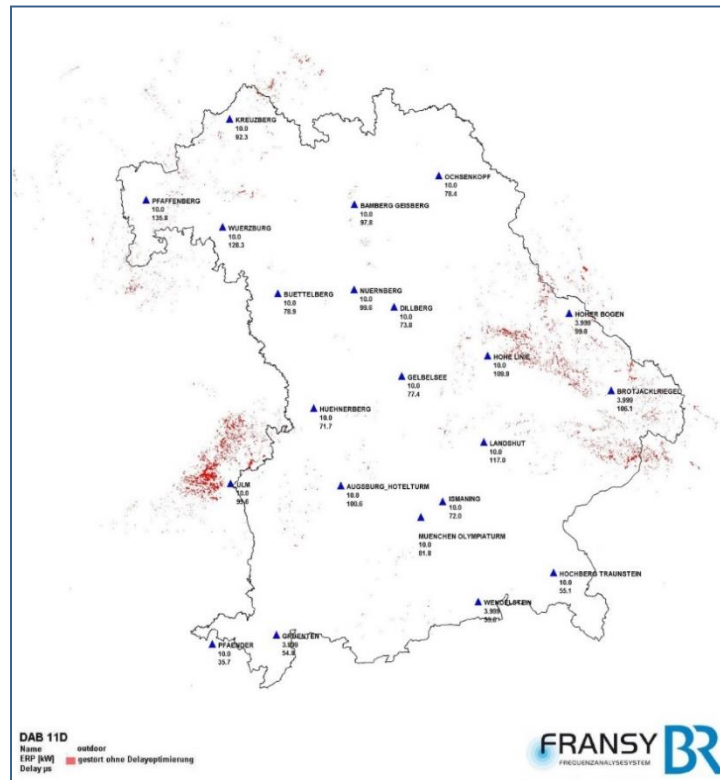 KREUZBERG
10.0
92.3
OCHSENKOPF
10.0
78.4
PFAFFENBERG
10.0
135.8
BAMBERG GEISBERG
10.0
97.8
WUERZBURG
10.0
128.3
BUETTELBERG
10.0
78.9
NUERNBERG
10.0
99.6
DILLBERG
10.0
73.8
HOHER BOGEN
3.999
HOHE LINIE
10.0
109.9
GELBELSEE
10.0
77.4
BROTJACKLRIEGEL
3.999
106.1
HUEHNERBERG
10.0
71.7
LANDSHUT
10.0
117.0
ULM
10.0
AUGSBURG_HOTELTURM
10.0
100.6
ISMANING
10.0
72.0
MUENCHEN OLYMPIATURM
10.0
81.8
HOCHBERG TRAUNSTEIN
10.0
55.1
WENDELSTEIN
3.999
GRUENTEN
3.999
PFAENDER
10.0
35.7
DAB 11D
Name outdoor
ERP [kW] gestört ohne Delayoptimierung
Delay µs
FRANSY
FREQUENZANALYSESYSTEM
BR